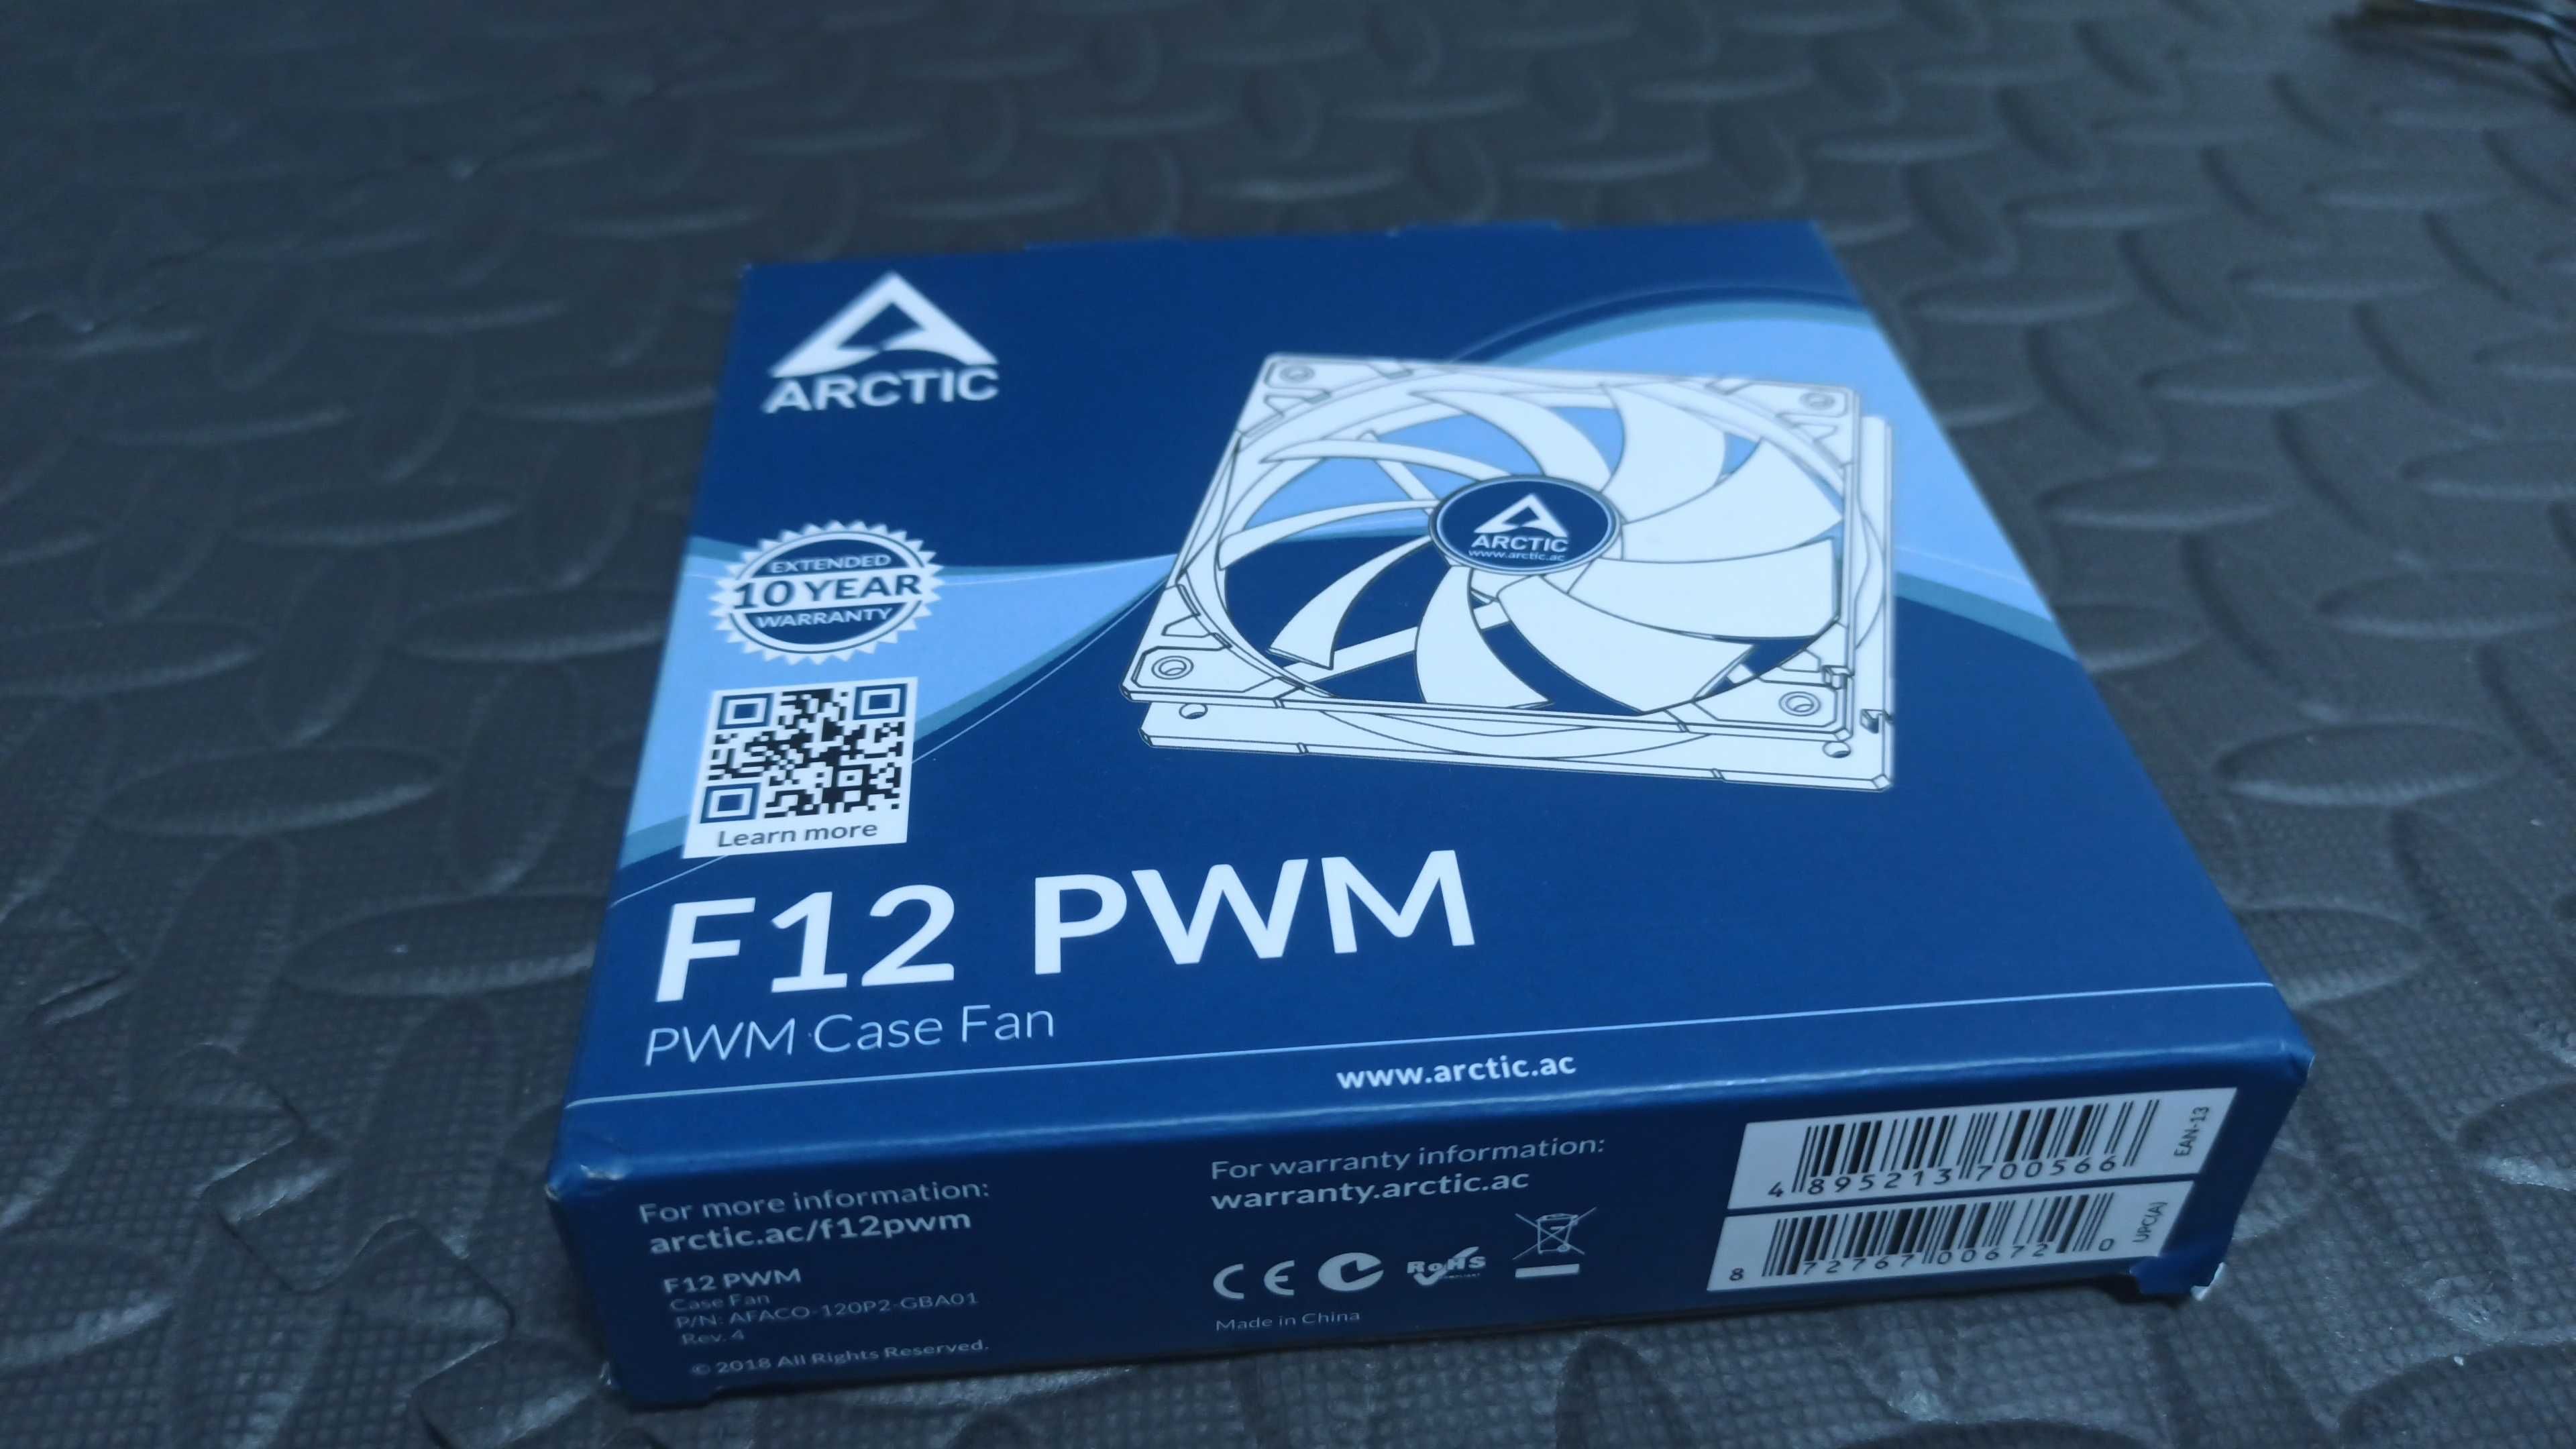 ARCTIC
ARCTIC
www.arctic.ac
EXTENDED
10 YEAR
WARRANTY
Learn more
F12 PWM
PWM Case Fan
www.arctic.ac
For more information:
arctic.ac/f12pwm
F12 PWM
Case Fan
P/N: AFACO-120P2-GBA01
Rev. 4
© 2018 All Rights Reserved.
For warranty information:
warranty.arctic.ac
CE
RoHS
Made in China
4 895213 700566
EAN-13
8 72767 00672 0
UPC(A)